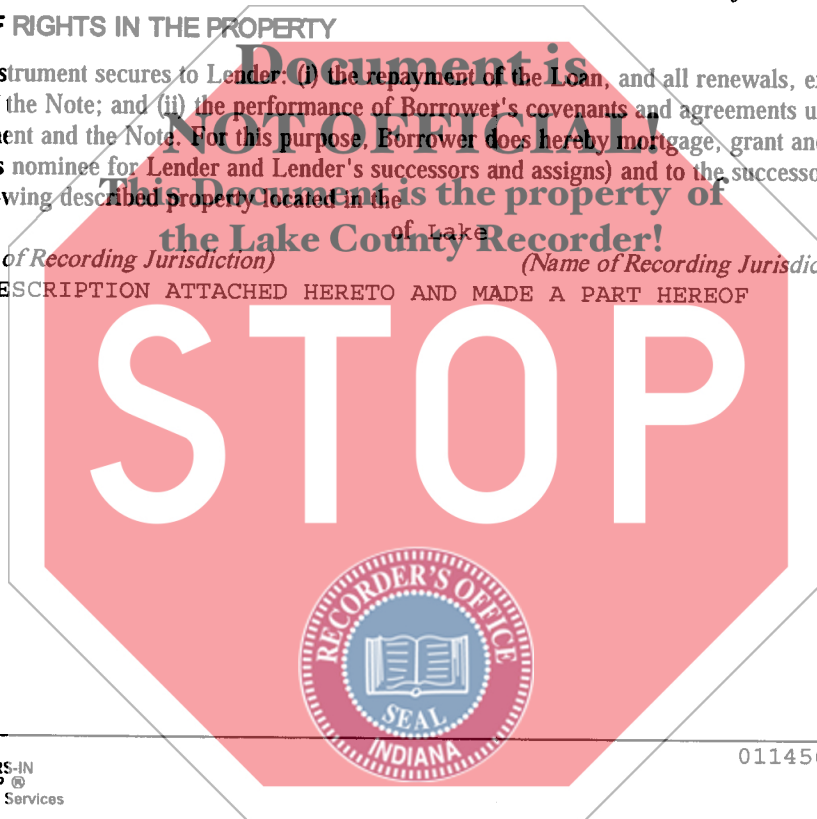 RIGHTS IN THE PROPERTY
Document is
strument secures to Lender: (i) the repayment of the Loan, and all renewals, e
the Note; and (ii) the performance of Borrower's covenants and agreements u
NOT OFFICIAL!
ent and the Note. For this purpose, Borrower does hereby mortgage, grant an
s nominee for Lender and Lender's successors and assigns) and to the successo
wing described property located in the
This Document is the property of
of Lake
the Lake County Recorder!
of Recording Jurisdiction) (Name of Recording Jurisdic
ESCRIPTION ATTACHED HERETO AND MADE A PART HEREOF
STOP
RECORDER'S OFFICE
SEAL
INDIANA
01145
RS-IN
P ®
Services